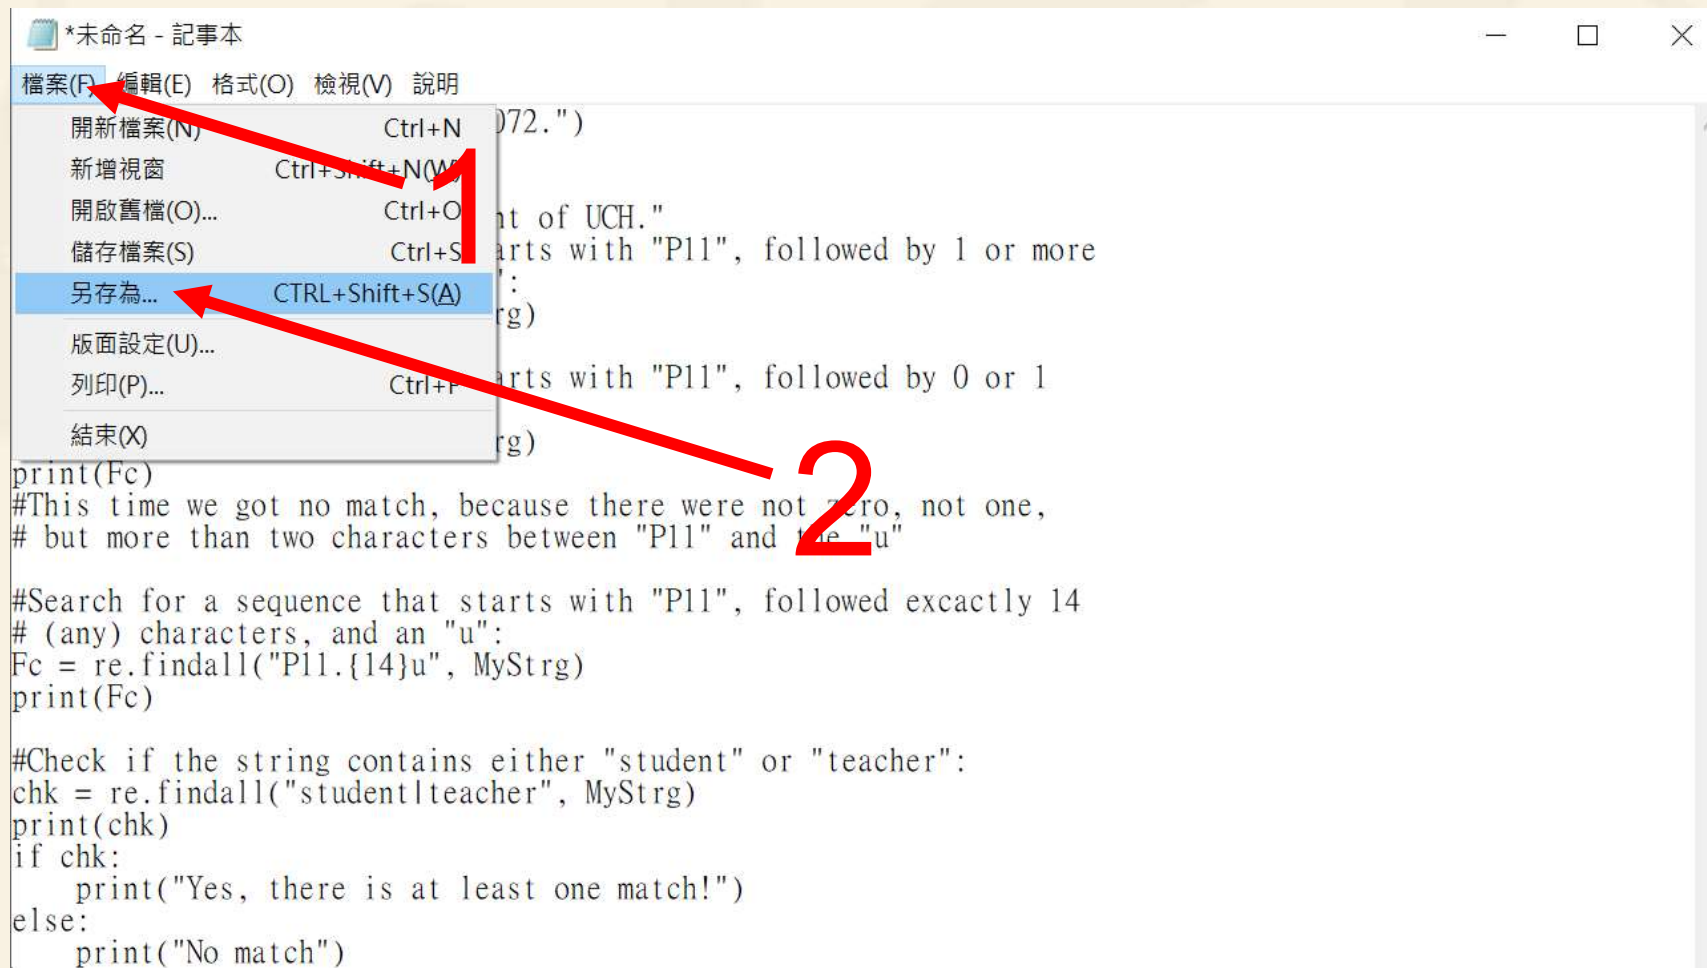 *未命名 - 記事本
檔案(F) 編輯(E) 格式(O) 檢視(V) 說明
開新檔案(N) Ctrl+N
新增視窗 Ctrl+Shift+N(W)
開啟舊檔(O)... Ctrl+O
儲存檔案(S) Ctrl+S
另存為... CTRL+Shift+S(A)
版面設定(U)...
列印(P)... Ctrl+P
結束(X)
1
2
072.")
nt of UCH."
arts with "P11", followed by 1 or more
":
rg)
arts with "P11", followed by 0 or 1
rg)
print(Fc)
#This time we got no match, because there were not zero, not one,
# but more than two characters between "P11" and the "u"
#Search for a sequence that starts with "P11", followed excactly 14
# (any) characters, and an "u":
Fc = re.findall("P11.{14}u", MyStrg)
print(Fc)
#Check if the string contains either "student" or "teacher":
chk = re.findall("student|teacher", MyStrg)
print(chk)
if chk:
    print("Yes, there is at least one match!")
else:
    print("No match")